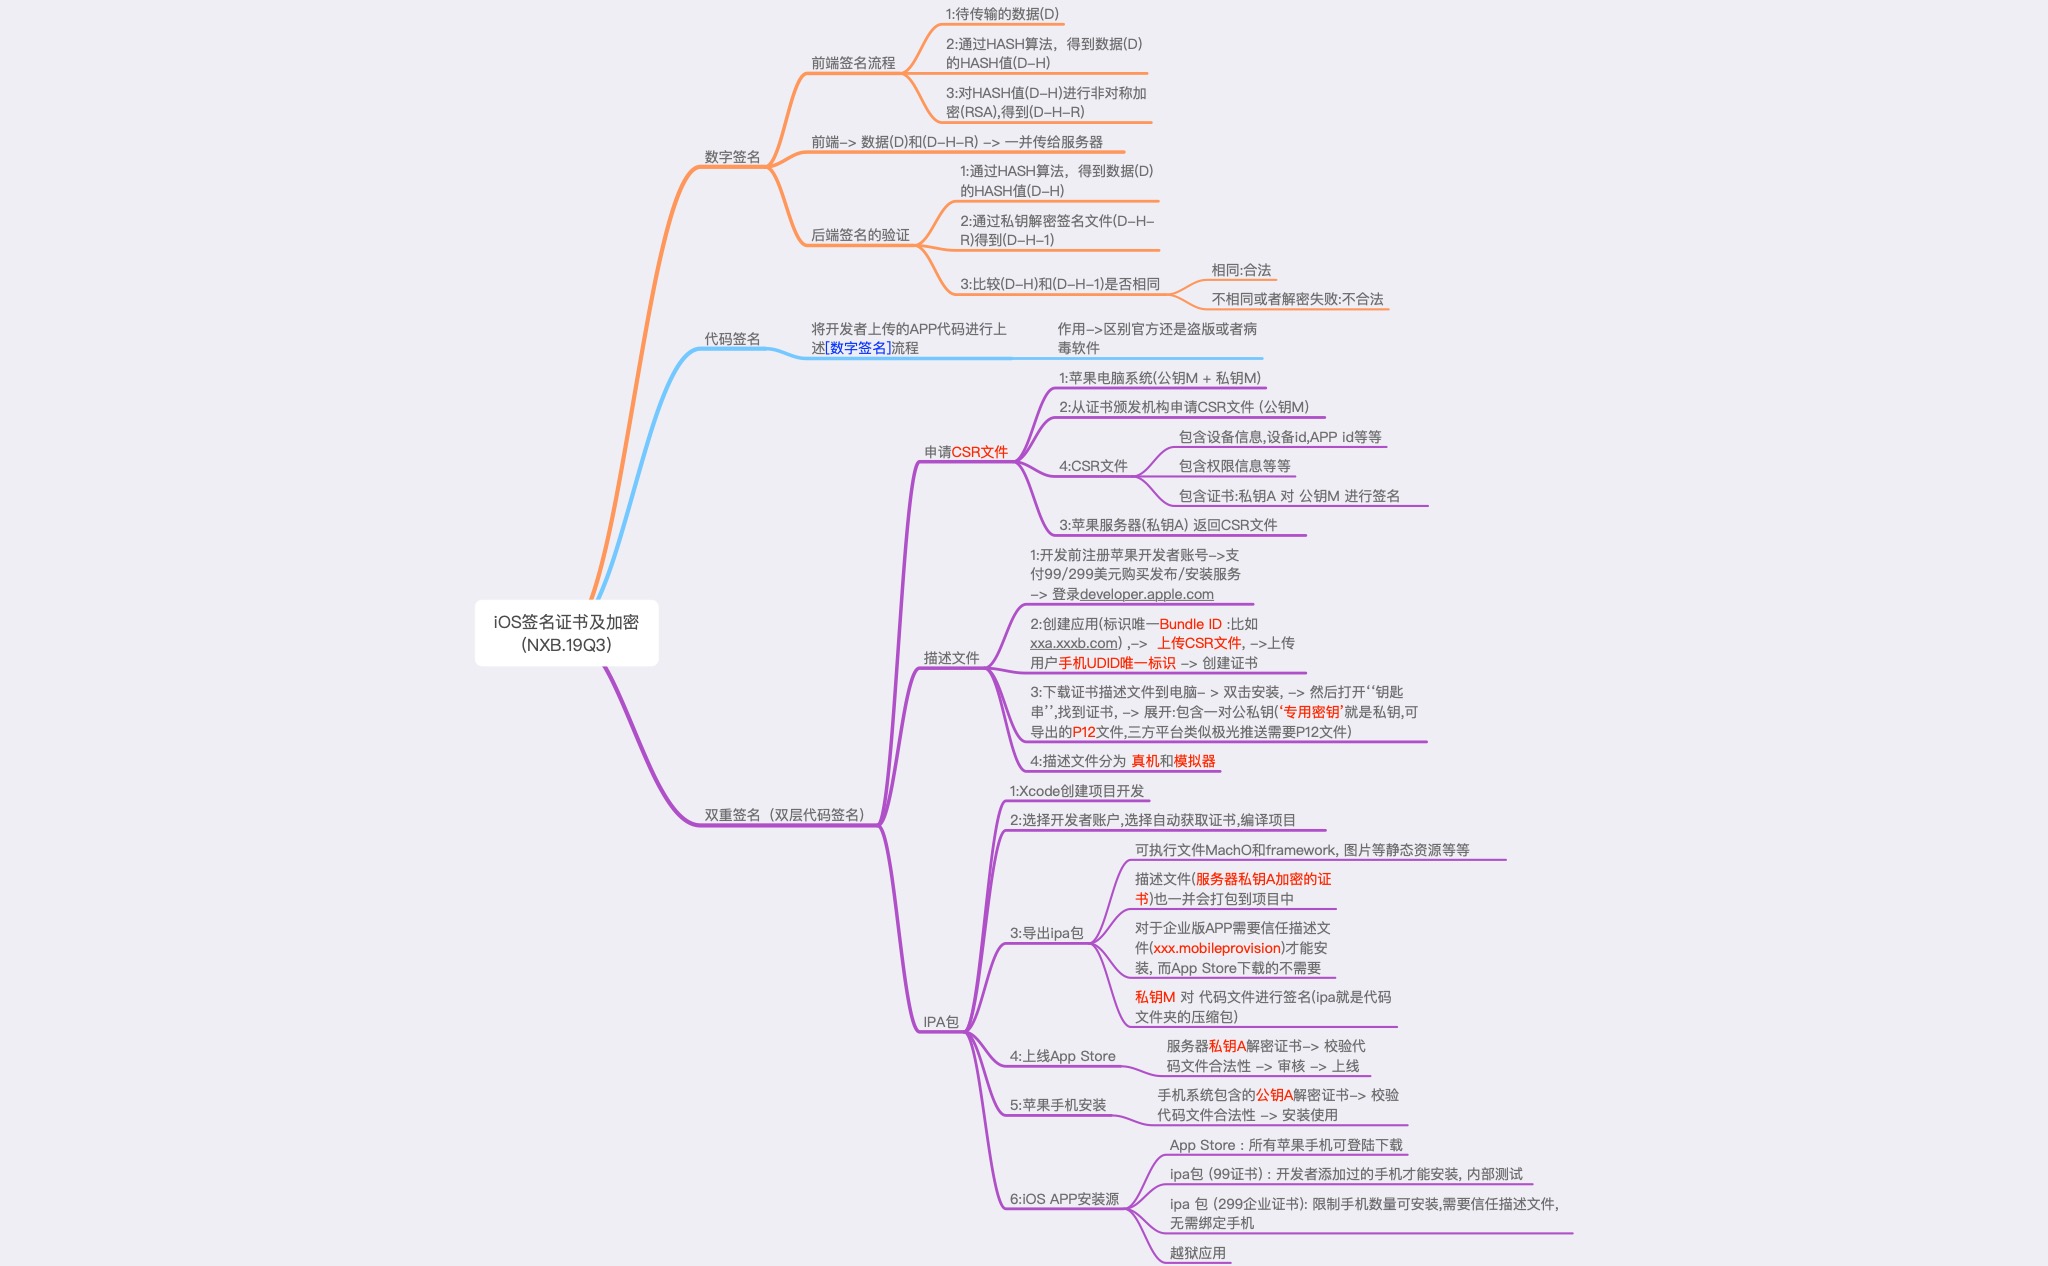 iOS签名证书及加密
(NXB.19Q3)
数字签名
前端签名流程
1:待传输的数据(D)
2:通过HASH算法，得到数据(D)
的HASH值(D-H)
3:对HASH值(D-H)进行非对称加
密(RSA),得到(D-H-R)
前端-> 数据(D)和(D-H-R) -> 一并传给服务器
后端签名的验证
1:通过HASH算法，得到数据(D)
的HASH值(D-H)
2:通过私钥解密签名文件(D-H-
R)得到(D-H-1)
3:比较(D-H)和(D-H-1)是否相同
相同:合法
不相同或者解密失败:不合法
代码签名
将开发者上传的APP代码进行上
述[数字签名]流程
作用->区别官方还是盗版或者病
毒软件
双重签名（双层代码签名）
申请CSR文件
1:苹果电脑系统(公钥M + 私钥M)
2:从证书颁发机构申请CSR文件 (公钥M)
4:CSR文件
包含设备信息,设备id,APP id等等
包含权限信息等等
包含证书:私钥A 对 公钥M 进行签名
3:苹果服务器(私钥A) 返回CSR文件
描述文件
1:开发前注册苹果开发者账号->支
付99/299美元购买发布/安装服务
-> 登录developer.apple.com
2:创建应用(标识唯一Bundle ID :比如
xxa.xxxb.com) ,-> 上传CSR文件, ->上传
用户手机UDID唯一标识 -> 创建证书
3:下载证书描述文件到电脑- > 双击安装, -> 然后打开‘‘钥匙
串’’,找到证书, -> 展开:包含一对公私钥(‘专用密钥’就是私钥,可
导出的P12文件,三方平台类似极光推送需要P12文件)
4:描述文件分为 真机和模拟器
IPA包
1:Xcode创建项目开发
2:选择开发者账户,选择自动获取证书,编译项目
3:导出ipa包
可执行文件MachO和framework, 图片等静态资源等等
描述文件(服务器私钥A加密的证
书)也一并会打包到项目中
对于企业版APP需要信任描述文
件(xxx.mobileprovision)才能安
装, 而App Store下载的不需要
私钥M 对 代码文件进行签名(ipa就是代码
文件夹的压缩包)
4:上线App Store
服务器私钥A解密证书-> 校验代
码文件合法性 -> 审核 -> 上线
5:苹果手机安装
手机系统包含的公钥A解密证书-> 校验
代码文件合法性 -> 安装使用
6:iOS APP安装源
App Store : 所有苹果手机可登陆下载
ipa包 (99证书) : 开发者添加过的手机才能安装, 内部测试
ipa 包 (299企业证书): 限制手机数量可安装,需要信任描述文件,
无需绑定手机
越狱应用